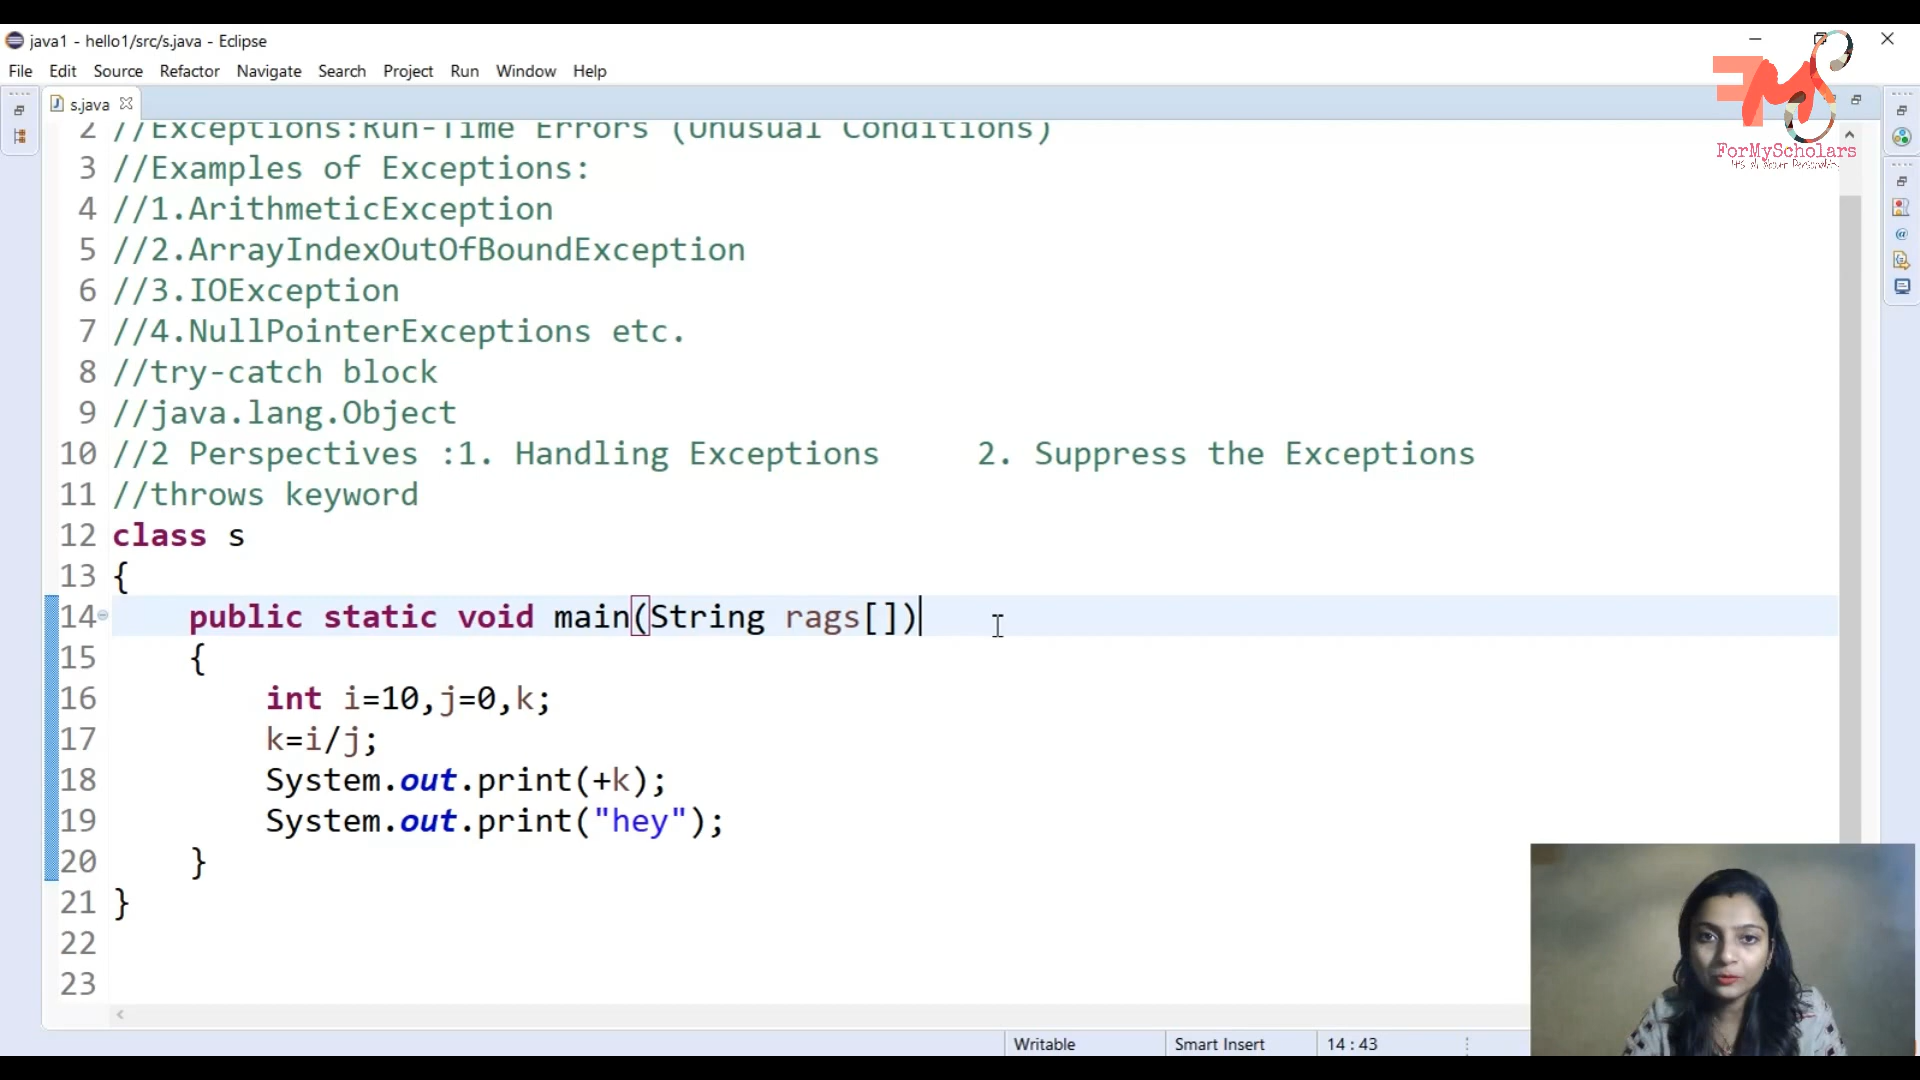 java1 - hello1/src/s.java - Eclipse
File Edit Source Refactor Navigate Search Project Run Window Help
s.java
2 //Exceptions:Run-Time Errors (Unusual Conditions)
3 //Examples of Exceptions:
4 //1.ArithmeticException
5 //2.ArrayIndexOutOfBoundException
6 //3.IOException
7 //4.NullPointerExceptions etc.
8 //try-catch block
9 //java.lang.Object
10 //2 Perspectives :1. Handling Exceptions 2. Suppress the Exceptions
11 //throws keyword
12 class s
13 {
14 public static void main(String rags[])
15 {
16 int i=10,j=0,k;
17 k=i/j;
18 System.out.print(+k);
19 System.out.print("hey");
20 }
21 }
22
23
FMS
ForMyScholars
Writable Smart Insert 14 : 43